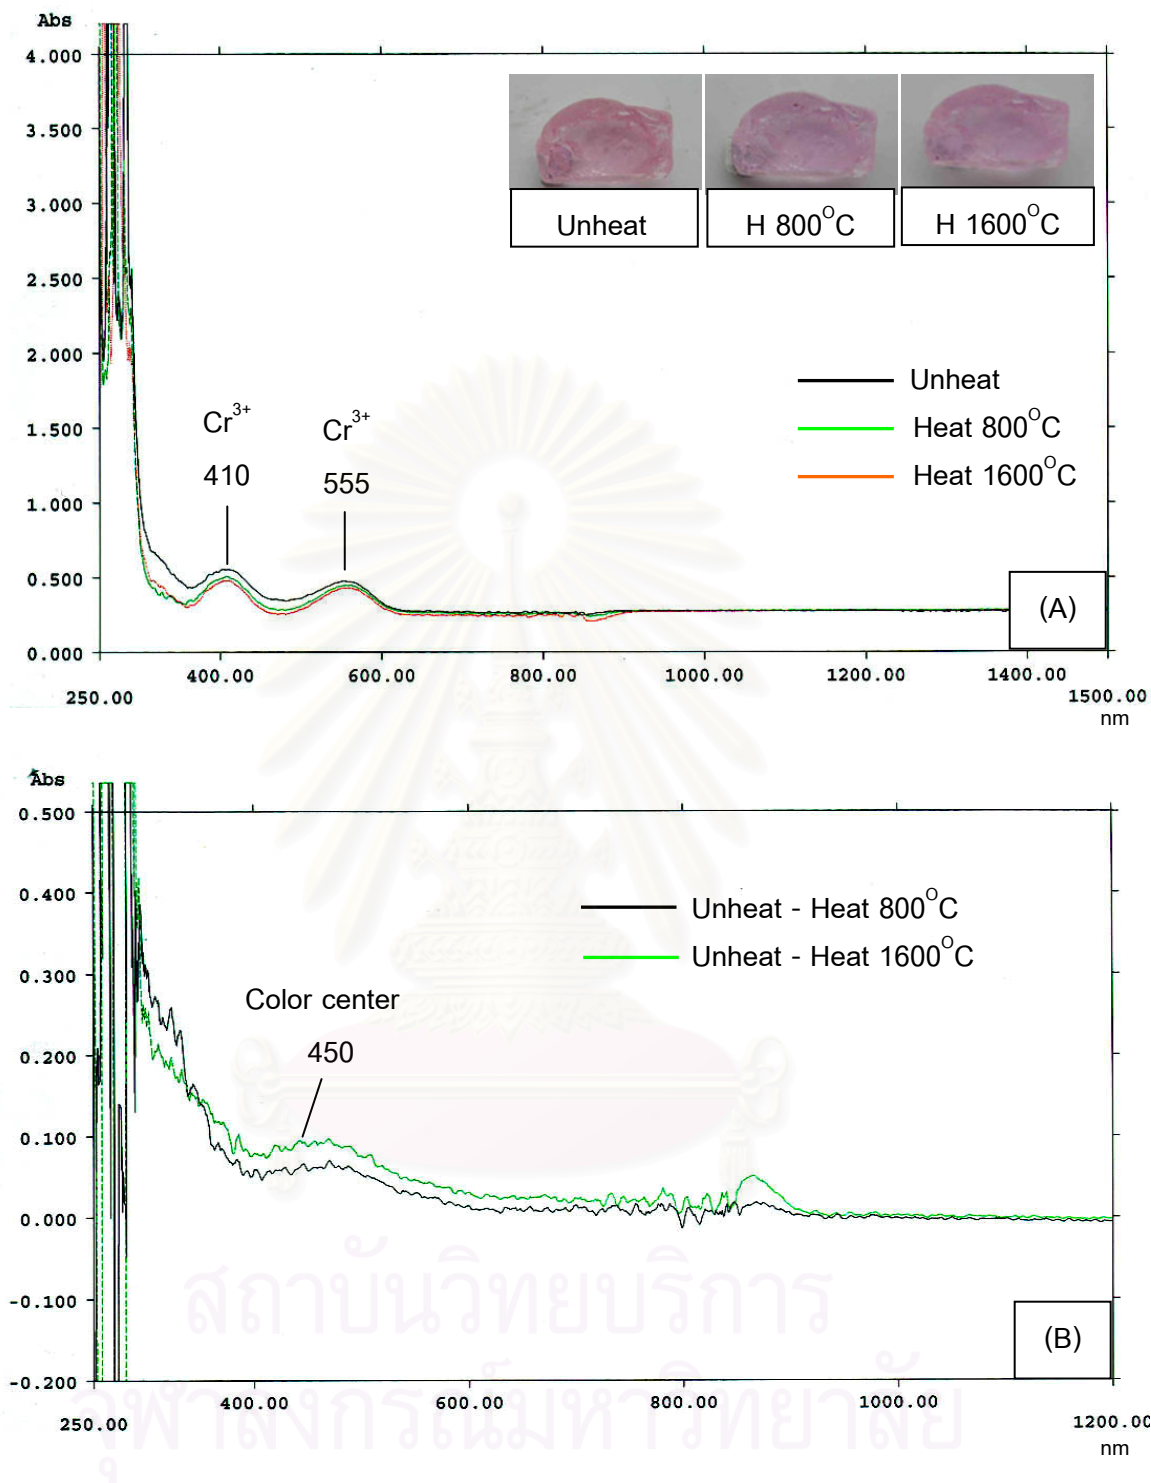 Abs
4.000
3.500
3.000
2.500
2.000
1.500
1.000
0.500
0.000
Unheat
H 800°C
H 1600°C
Unheat
Heat 800°C
Heat 1600°C
Cr³⁺
410
Cr³⁺
555
(A)
250.00
400.00
600.00
800.00
1000.00
1200.00
1400.00
1500.00
nm
Abs
0.500
0.400
0.300
0.200
0.100
0.000
-0.100
-0.200
Unheat - Heat 800°C
Unheat - Heat 1600°C
Color center
450
(B)
250.00
400.00
600.00
800.00
1000.00
1200.00
nm
สถาบันวิทยบริการ
จุฬาลงกรณ์มหาวิทยาลัย